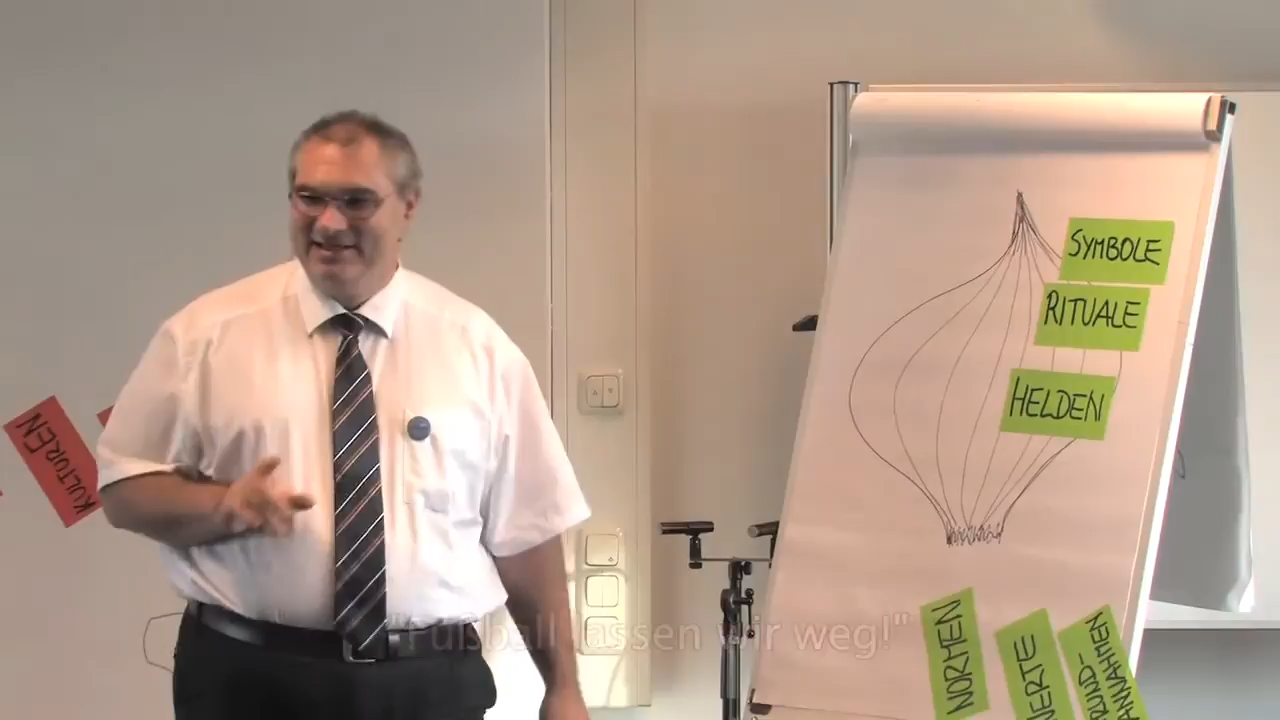 SYMBOLE
RITUALE
HELDEN
KULTUREN
"Fußball lassen wir weg!"
NORMEN
WERTE
GRUND-
ANNAHMEN